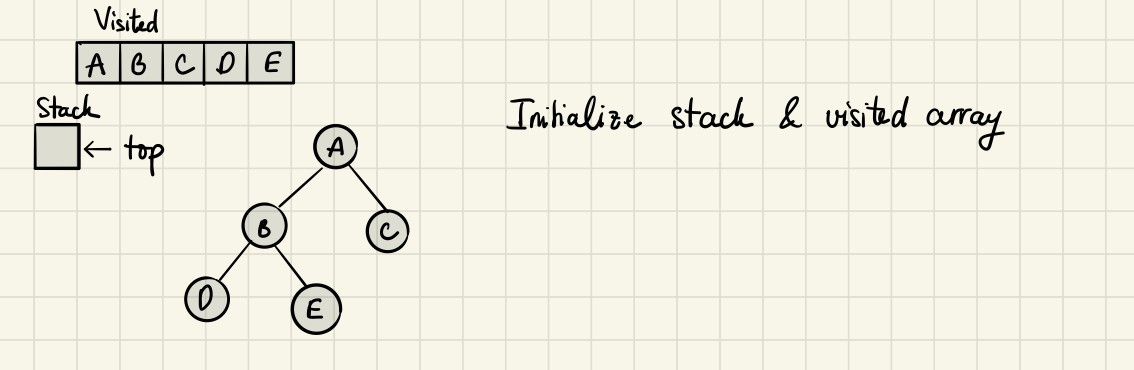 Visited
A B C D E
Stack
← top
Initialize stack & visited array
A
B
C
D
E